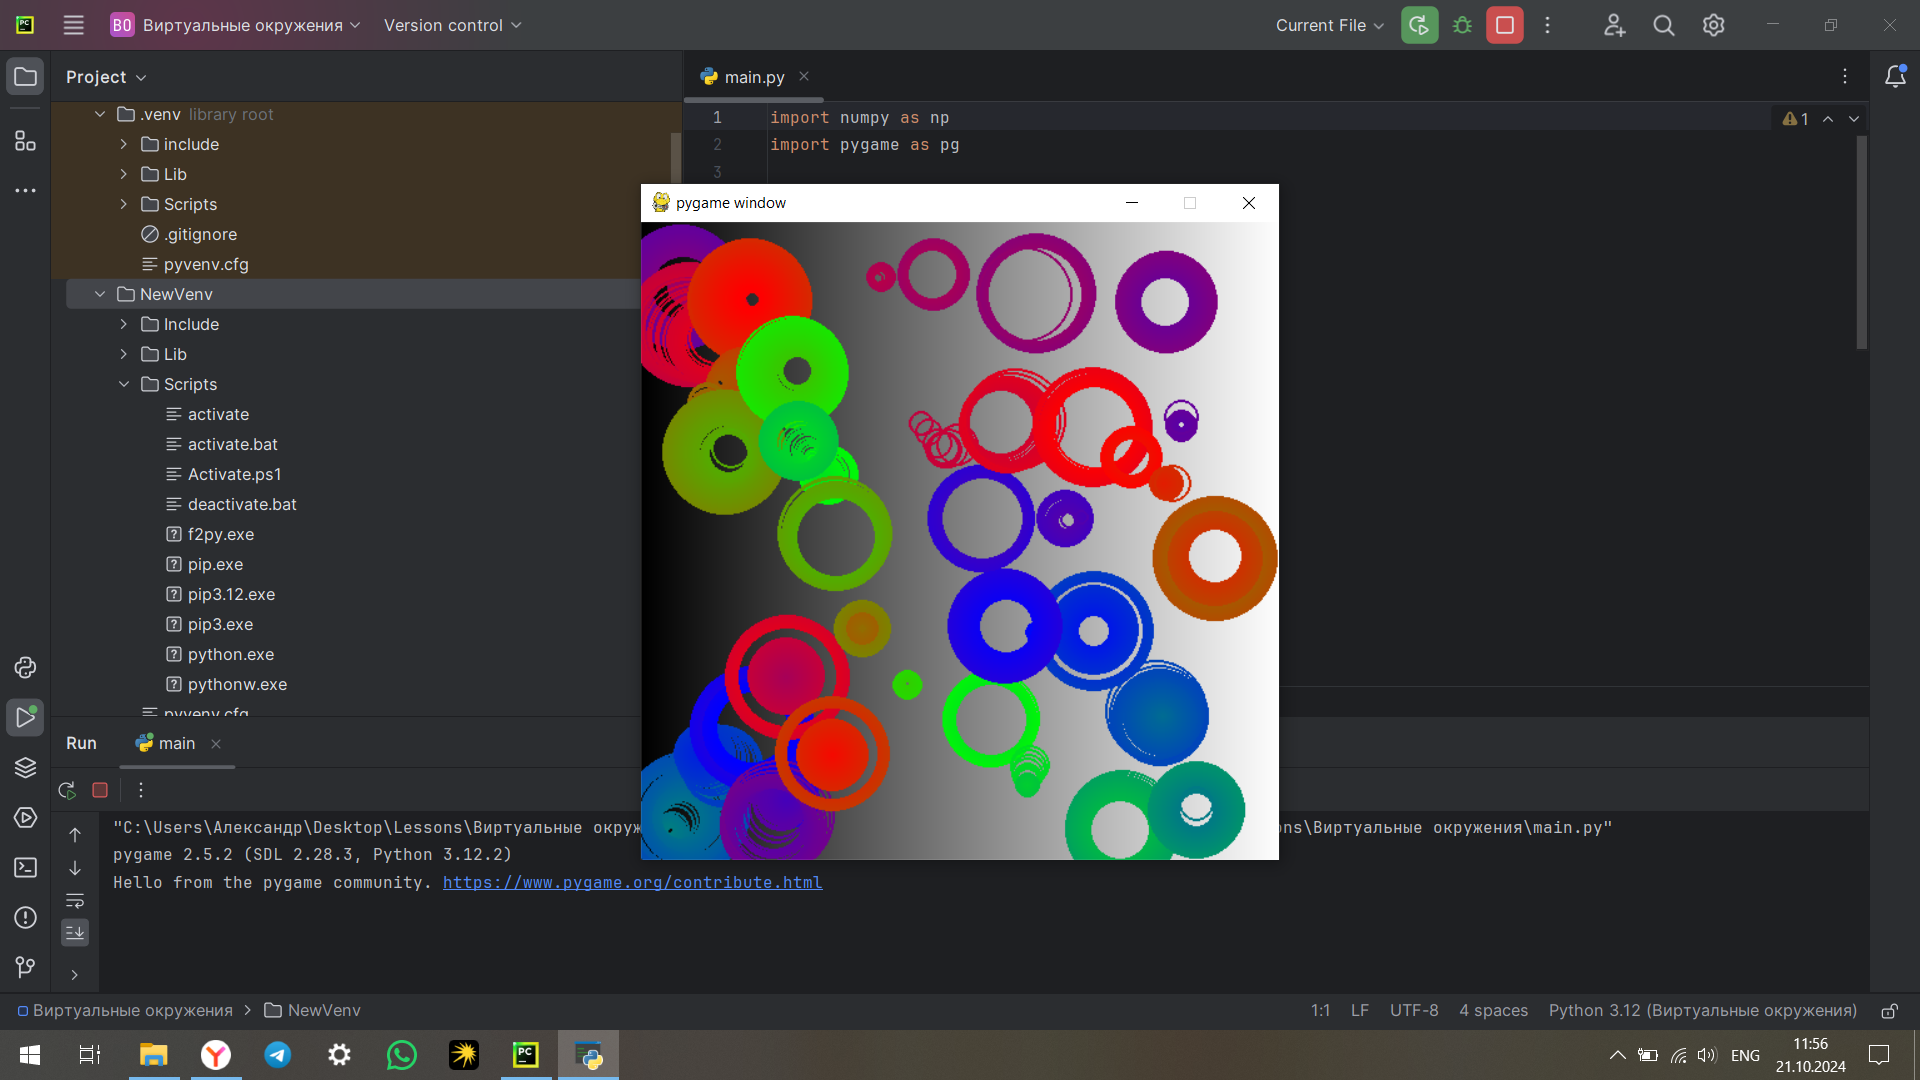 PC
ВО Виртуальные окружения Version control Current File
Project
main.py
.venv library root
include
Lib
Scripts
.gitignore
pyvenv.cfg
NewVenv
Include
Lib
Scripts
activate
activate.bat
Activate.ps1
deactivate.bat
f2py.exe
pip.exe
pip3.12.exe
pip3.exe
python.exe
pythonw.exe
pyvenv.cfg
1 import numpy as np
2 import pygame as pg
3
1
pygame window
Run main
"C:\Users\Александр\Desktop\Lessons\Виртуальные окруж
ons\Виртуальные окружения\main.py"
pygame 2.5.2 (SDL 2.28.3, Python 3.12.2)
Hello from the pygame community. https://www.pygame.org/contribute.html
Виртуальные окружения NewVenv
1:1 LF UTF-8 4 spaces Python 3.12 (Виртуальные окружения)
PC
ENG
11:56
21.10.2024